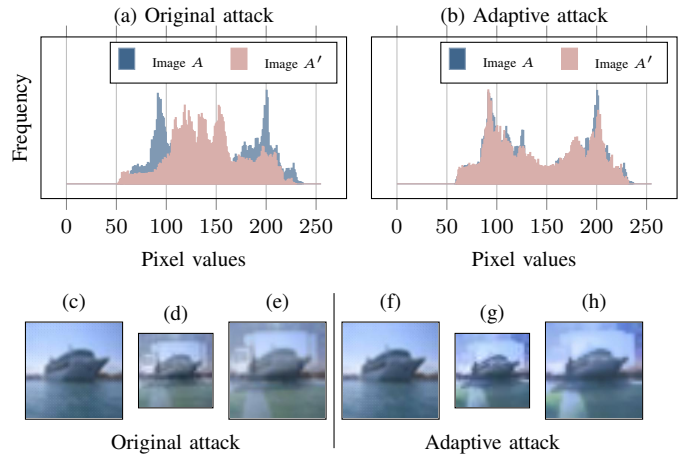 (a) Original attack
(b) Adaptive attack
Image A
Image A′
Image A
Image A′
Frequency
0 50 100 150 200 250
0 50 100 150 200 250
Pixel values
Pixel values
(c) (d) (e) (f) (g) (h)
Original attack
Adaptive attack